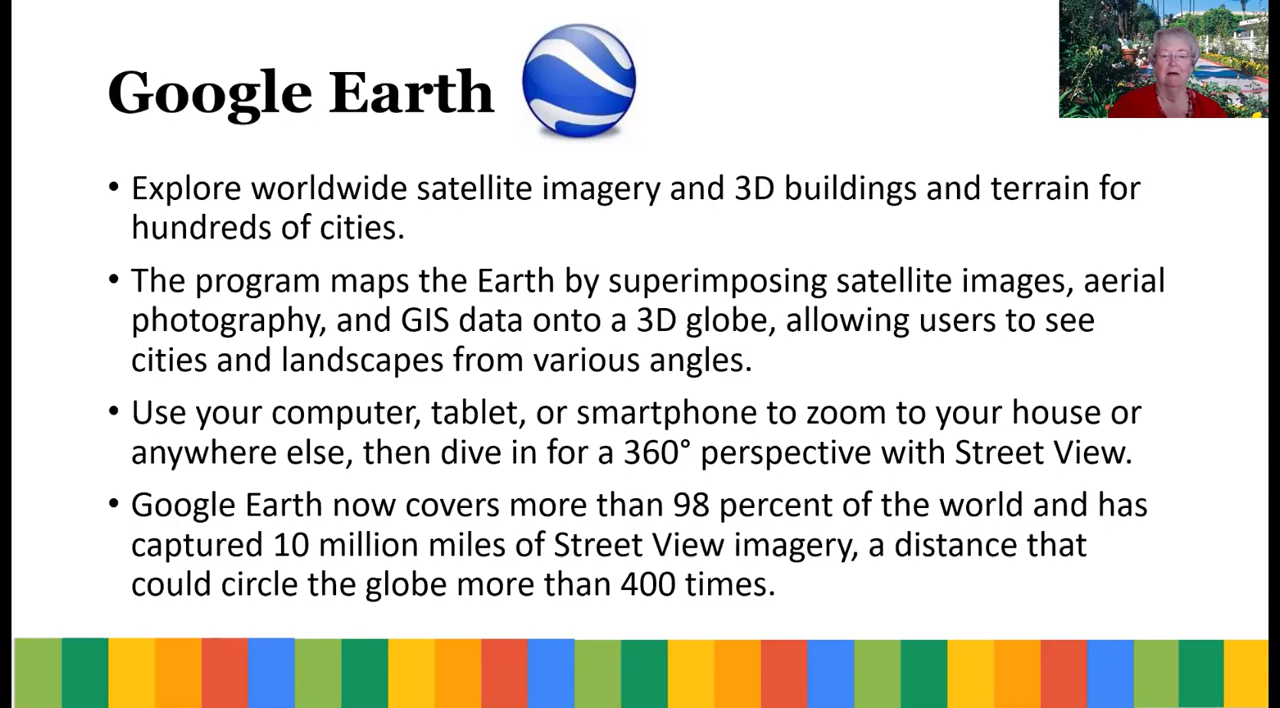 Google Earth
• Explore worldwide satellite imagery and 3D buildings and terrain for
hundreds of cities.
• The program maps the Earth by superimposing satellite images, aerial
photography, and GIS data onto a 3D globe, allowing users to see
cities and landscapes from various angles.
• Use your computer, tablet, or smartphone to zoom to your house or
anywhere else, then dive in for a 360° perspective with Street View.
• Google Earth now covers more than 98 percent of the world and has
captured 10 million miles of Street View imagery, a distance that
could circle the globe more than 400 times.